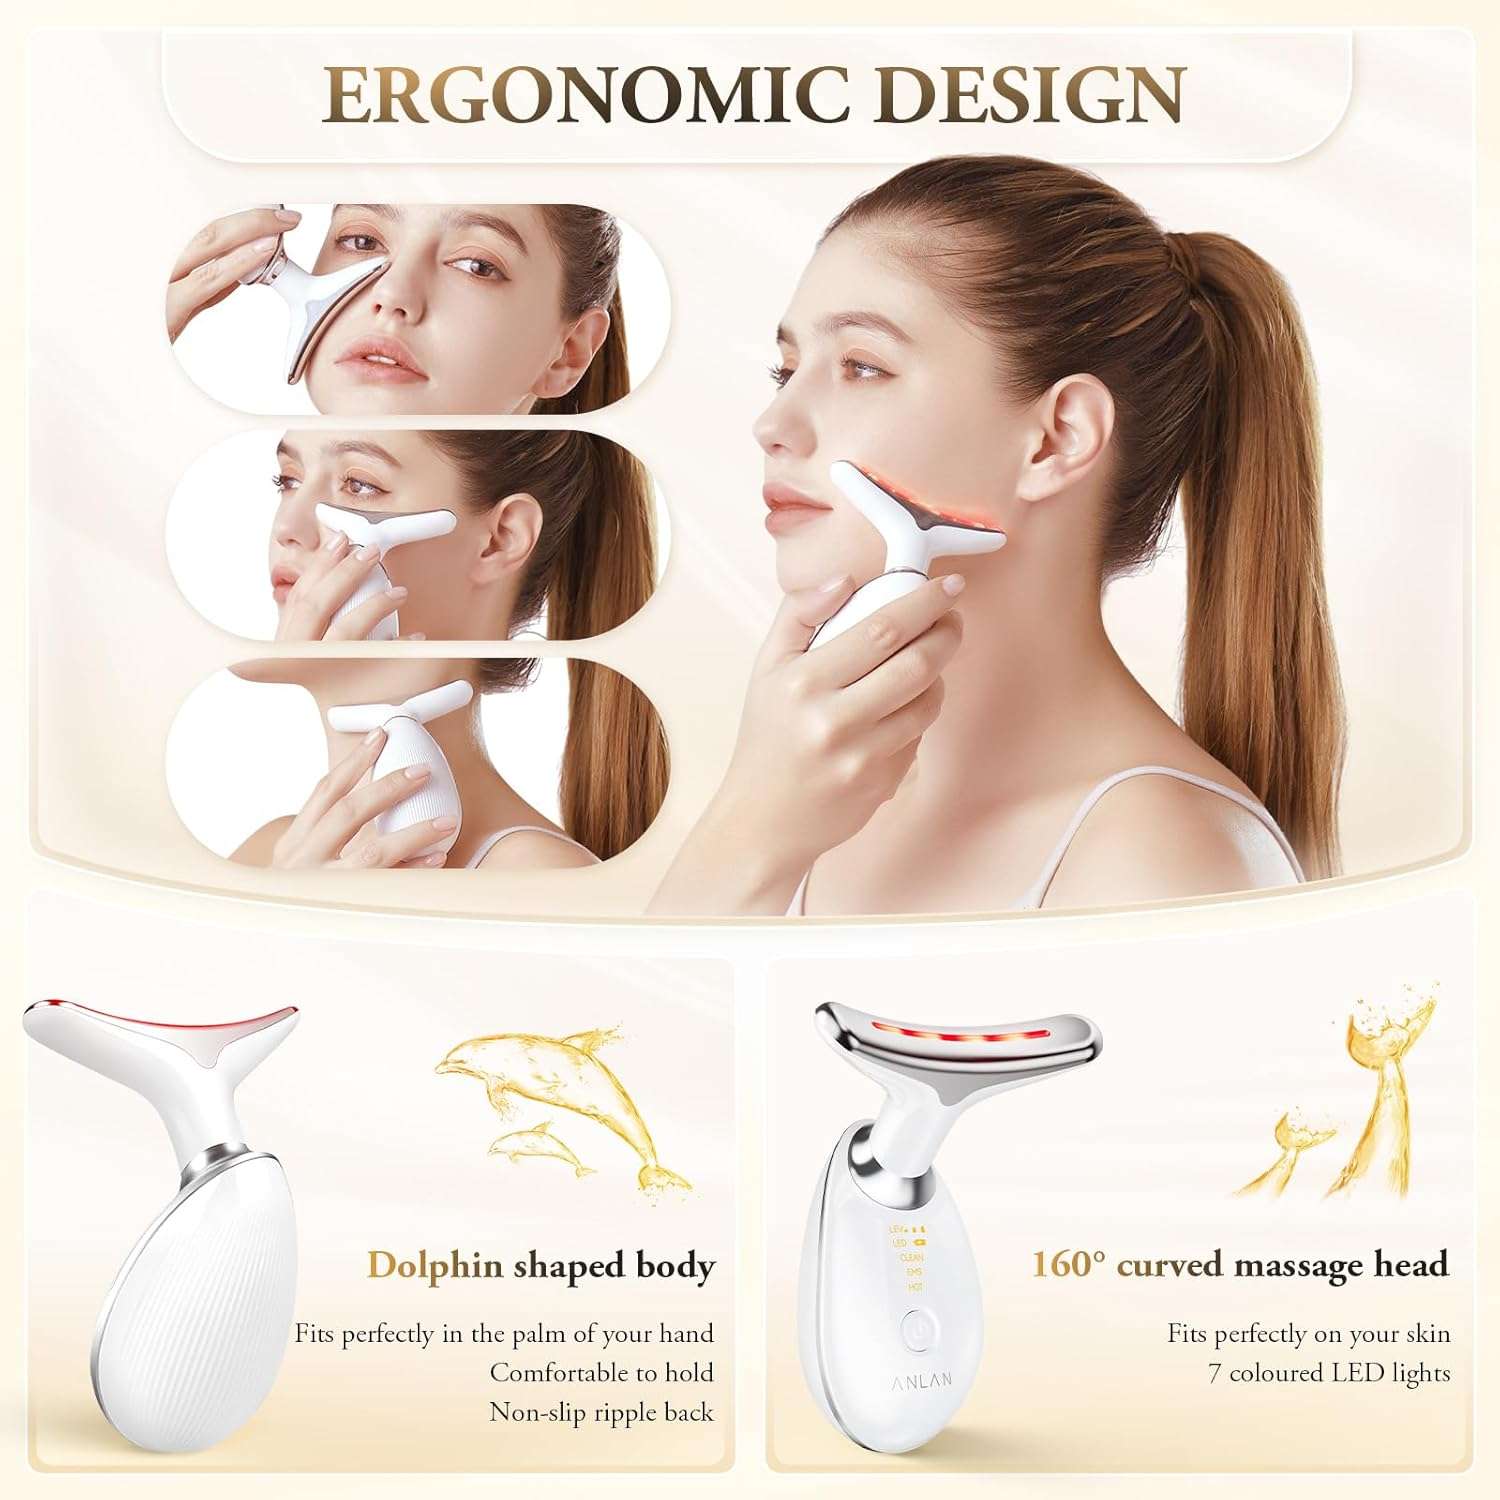 ERGONOMIC DESIGN
Dolphin shaped body
Fits perfectly in the palm of your hand
Comfortable to hold
Non-slip ripple back
LEV
LED
CLEAN
EMS
HOT
ANLAN
160° curved massage head
Fits perfectly on your skin
7 coloured LED lights